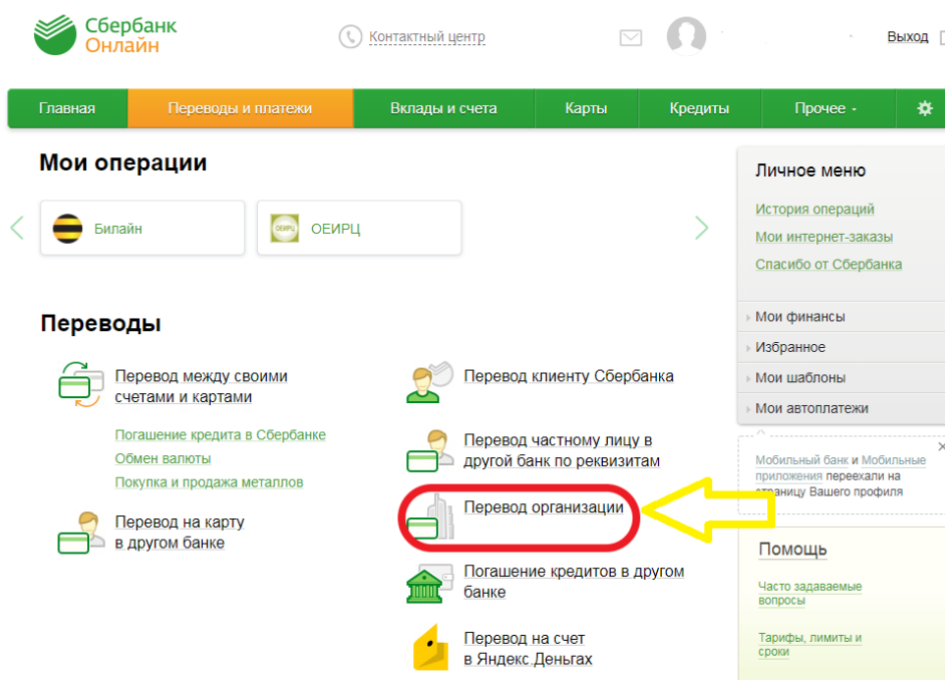 Сбербанк
Онлайн
Контактный центр
Выход
Главная
Переводы и платежи
Вклады и счета
Карты
Кредиты
Прочее
Мои операции
Билайн
ОЕИРЦ
ОЕИРЦ
Переводы
Перевод между своими
счетами и картами
Погашение кредита в Сбербанке
Обмен валюты
Покупка и продажа металлов
Перевод на карту
в другом банке
Перевод клиенту Сбербанка
Перевод частному лицу в
другой банк по реквизитам
Перевод организации
Погашение кредитов в другом
банке
Перевод на счет
в Яндекс.Деньгах
Личное меню
История операций
Мои интернет-заказы
Спасибо от Сбербанка
Мои финансы
Избранное
Мои шаблоны
Мои автоплатежи
Мобильный банк и Мобильные
приложения переехали на
страницу Вашего профиля
Помощь
Часто задаваемые
вопросы
Тарифы, лимиты и
сроки